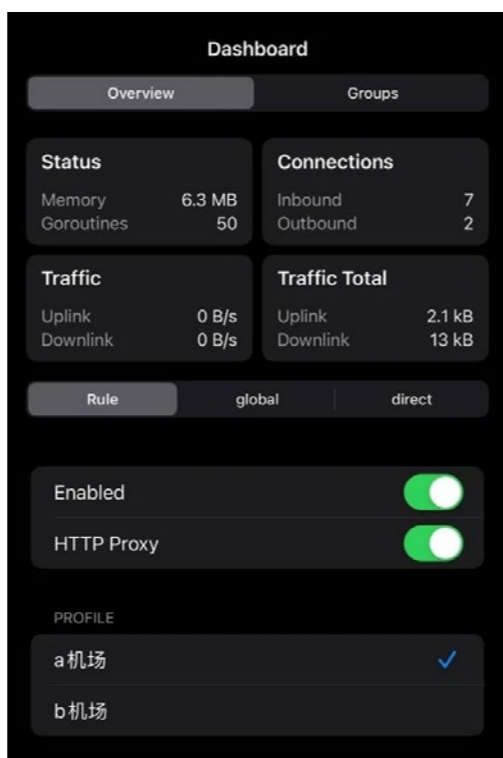 Dashboard
Overview Groups
Status
Memory 6.3 MB
Goroutines 50
Connections
Inbound 7
Outbound 2
Traffic
Uplink 0 B/s
Downlink 0 B/s
Traffic Total
Uplink 2.1 kB
Downlink 13 kB
Rule global direct
Enabled
HTTP Proxy
PROFILE
a机场
b机场